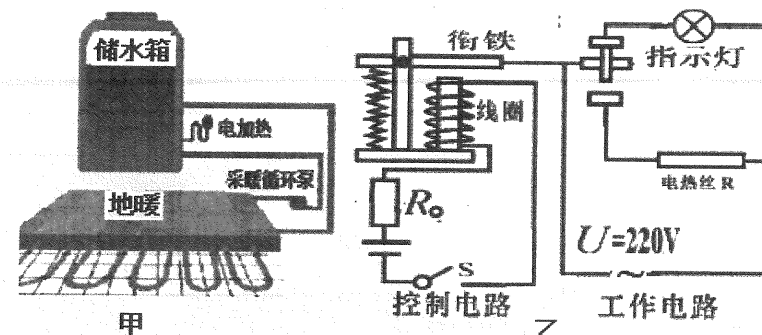 储水箱
电加热
采暖循环泵
地暖
甲
衔铁
线圈
R₀
S
控制电路
乙
指示灯
电热丝 R
U=220V
~
工作电路